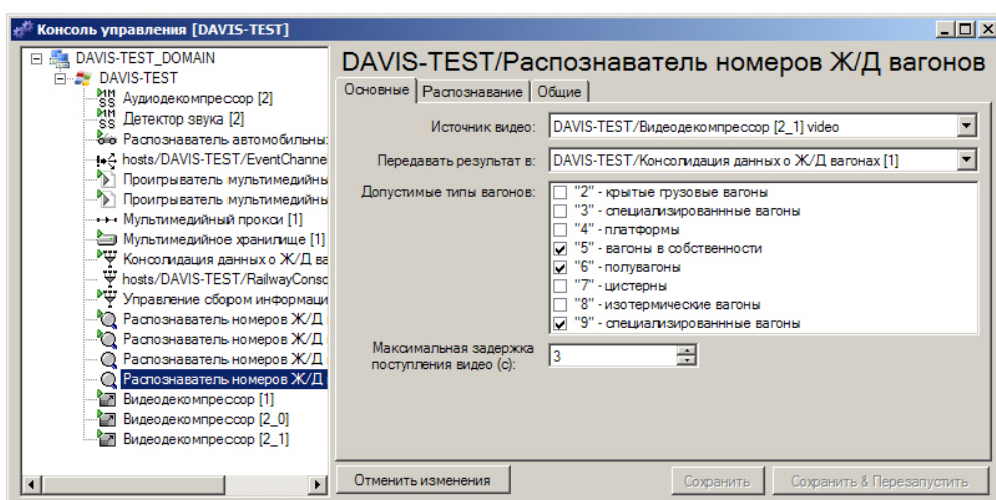 Консоль управления [DAVIS-TEST]
DAVIS-TEST_DOMAIN
DAVIS-TEST
Аудиодекомпрессор [2]
Детектор звука [2]
Распознаватель автомобильны
hosts/DAVIS-TEST/EventChanne
Проигрыватель мультимедийны
Проигрыватель мультимедийны
Мультимедийный прокси [1]
Мультимедийное хранилище [1]
Консолидация данных о Ж/Д ва
hosts/DAVIS-TEST/RailwayConso
Управление сбором информаци
Распознаватель номеров Ж/Д
Распознаватель номеров Ж/Д
Распознаватель номеров Ж/Д
Распознаватель номеров Ж/Д
Видеодекомпрессор [1]
Видеодекомпрессор [2_0]
Видеодекомпрессор [2_1]
DAVIS-TEST/Распознаватель номеров Ж/Д вагонов
Основные
Распознавание
Общие
Источник видео:
DAVIS-TEST/Видеодекомпрессор [2_1] video
Передавать результат в:
DAVIS-TEST/Консолидация данных о Ж/Д вагонах [1]
Допустимые типы вагонов:
"2" - крытые грузовые вагоны
"3" - специализированнные вагоны
"4" - платформы
"5" - вагоны в собственности
"6" - полувагоны
"7" - цистерны
"8" - изотермические вагоны
"9" - специализированнные вагоны
Максимальная задержка
поступления видео (с):
3
Отменить изменения
Сохранить
Сохранить & Перезапустить